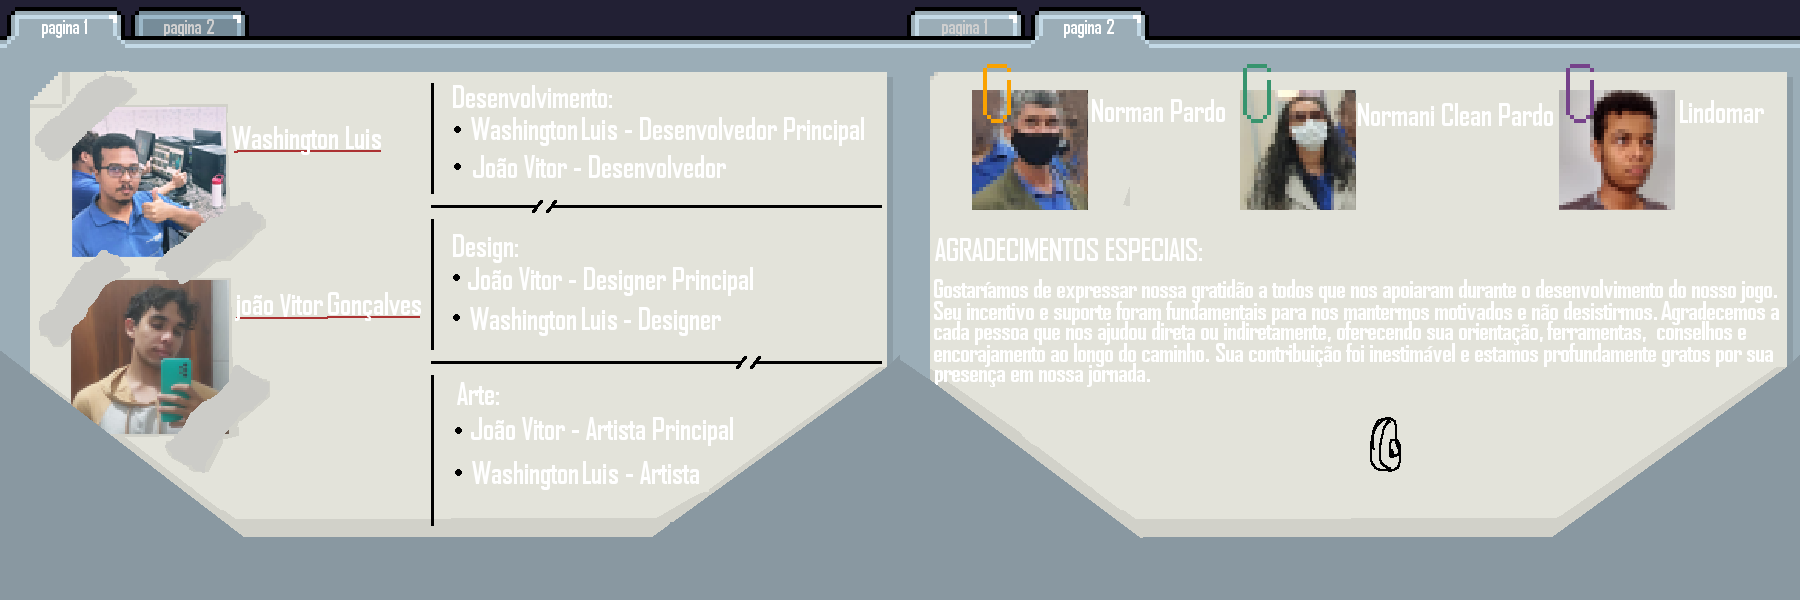 pagina 1
pagina 2
Washington Luis
joão Vitor Gonçalves
Desenvolvimento:
• Washington Luis - Desenvolvedor Principal
• João Vitor - Desenvolvedor
Design:
• João Vitor - Designer Principal
• Washington Luis - Designer
Arte:
• João Vitor - Artista Principal
• Washington Luis - Artista
pagina 1
pagina 2
Norman Pardo
Normani Clean Pardo
Lindomar
AGRADECIMENTOS ESPECIAIS:
Gostaríamos de expressar nossa gratidão a todos que nos apoiaram durante o desenvolvimento do nosso jogo.
Seu incentivo e suporte foram fundamentais para nos mantermos motivados e não desistirmos. Agradecemos a
cada pessoa que nos ajudou direta ou indiretamente, oferecendo sua orientação, ferramentas, conselhos e
encorajamento ao longo do caminho. Sua contribuição foi inestimável e estamos profundamente gratos por sua
presença em nossa jornada.